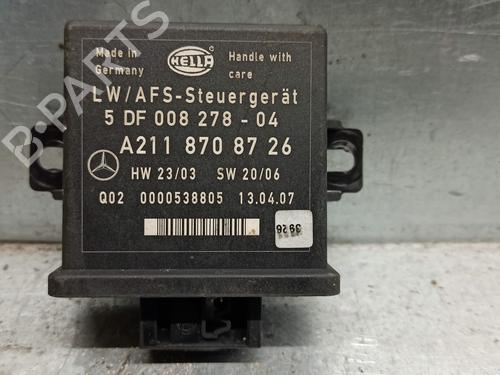 Made in Germany
HELLA
Handle with care
LW/AFS-Steuergerät
5 DF 008 278 - 04
A211 870 87 26
HW 23/03 SW 20/06
Q02 0000538805 13.04.07
B-PARTS